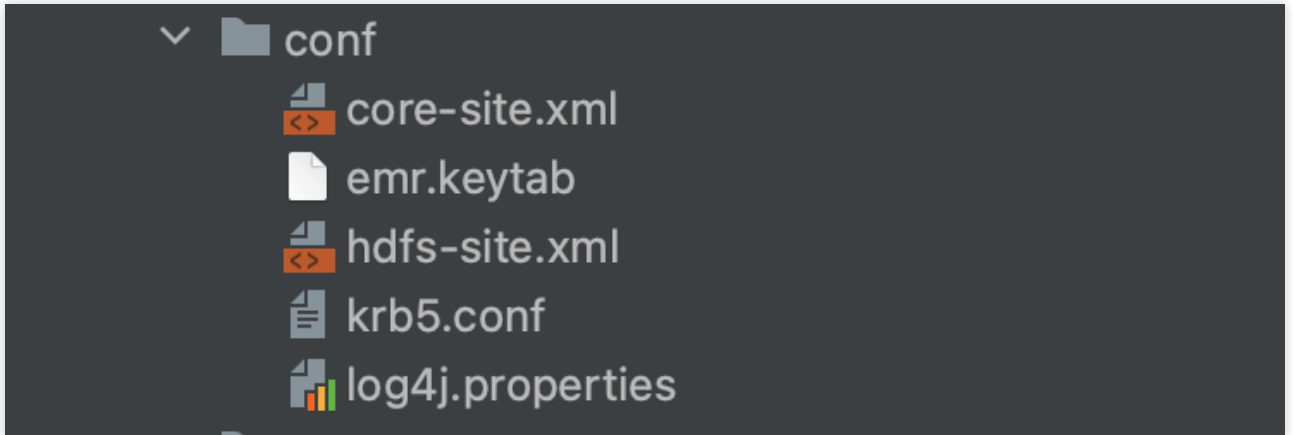 conf
core-site.xml
emr.keytab
hdfs-site.xml
krb5.conf
log4j.properties